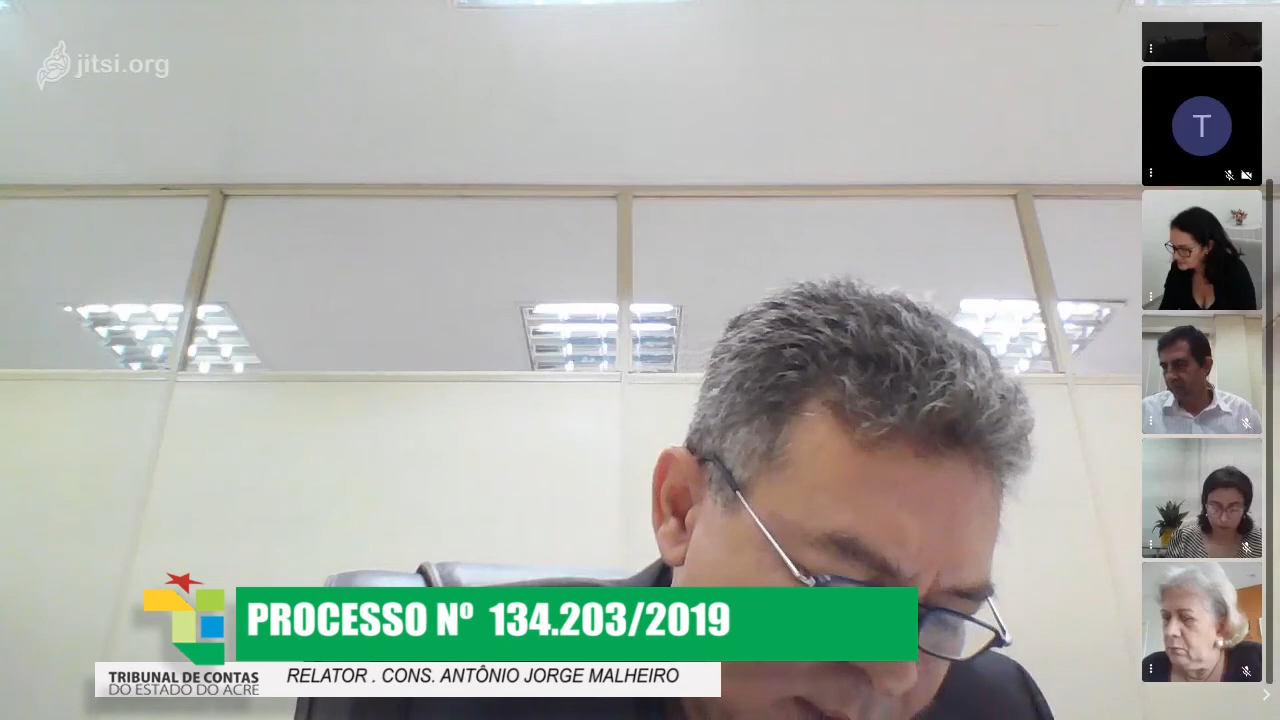 jitsi.org
T
PROCESSO Nº 134.203/2019
TRIBUNAL DE CONTAS
DO ESTADO DO ACRE
RELATOR . CONS. ANTÔNIO JORGE MALHEIRO